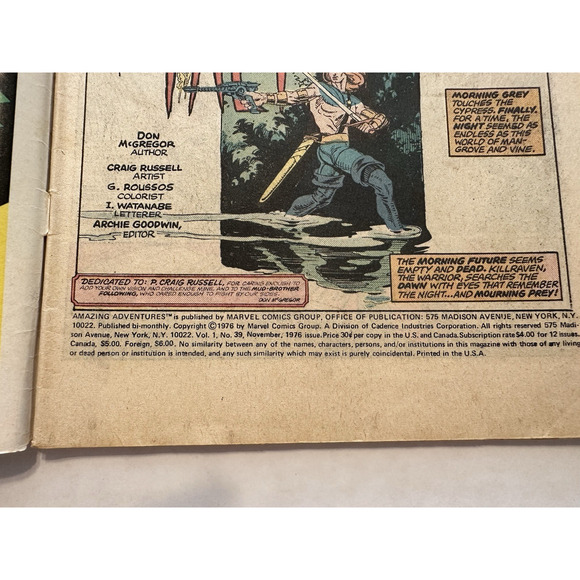 MORNING GREY
TOUCHES THE
CYPRESS. FINALLY,
FOR A TIME, THE
NIGHT SEEMED AS
ENDLESS AS THIS
WORLD OF MAN-
GROVE AND VINE.
DON
McGREGOR
AUTHOR
CRAIG RUSSELL
ARTIST
G. ROUSSOS
COLORIST
I. WATANABE
LETTERER
ARCHIE GOODWIN,
EDITOR
THE MORNING FUTURE SEEMS
EMPTY AND DEAD. KILLRAVEN,
THE WARRIOR, SEARCHES THE
DAWN WITH EYES THAT REMEMBER
THE NIGHT...AND MOURNING PREY!
DEDICATED TO: P. CRAIG RUSSELL, FOR CARING ENOUGH TO
ADD YOUR OWN VISION AND CHALLENGE MINE, AND TO THE MUD-BROTHER
FOLLOWING, WHO CARED ENOUGH TO FIGHT BY OUR SIDES.
DON McGREGOR
AMAZING ADVENTURES™ is published by MARVEL COMICS GROUP, OFFICE OF PUBLICATION: 575 MADISON AVENUE, NEW YORK, N.Y.
10022. Published bi-monthly. Copyright ©1976 by Marvel Comics Group. A Division of Cadence Industries Corporation. All rights reserved 575 Madi-
son Avenue, New York, N.Y. 10022. Vol. 1, No. 39, November, 1976 issue. Price 30¢ per copy in the U.S. and Canada. Subscription rate $4.00 for 12 issues.
Canada, $5.00. Foreign, $6.00. No similarity between any of the names, characters, persons, and/or institutions in this magazine with those of any living
or dead person or institution is intended, and any such similarity which may exist is purely coincidental. Printed in the U.S.A.